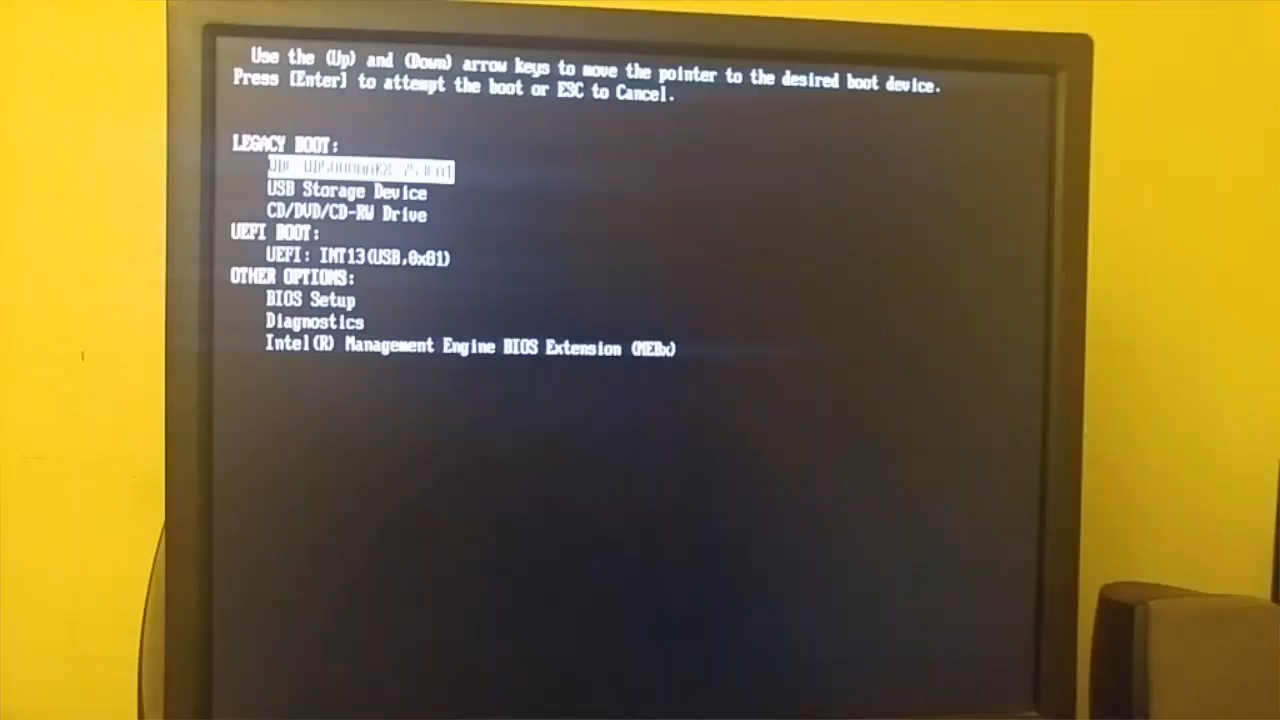 Use the (Up) and (Down) arrow keys to move the pointer to the desired boot device.
Press [Enter] to attempt the boot or ESC to Cancel.
LEGACY BOOT:
USB Storage Device
CD/DVD/CD-RW Drive
UEFI BOOT:
UEFI: INT13(USB,0x81)
OTHER OPTIONS:
BIOS Setup
Diagnostics
Intel(R) Management Engine BIOS Extension (MEBx)